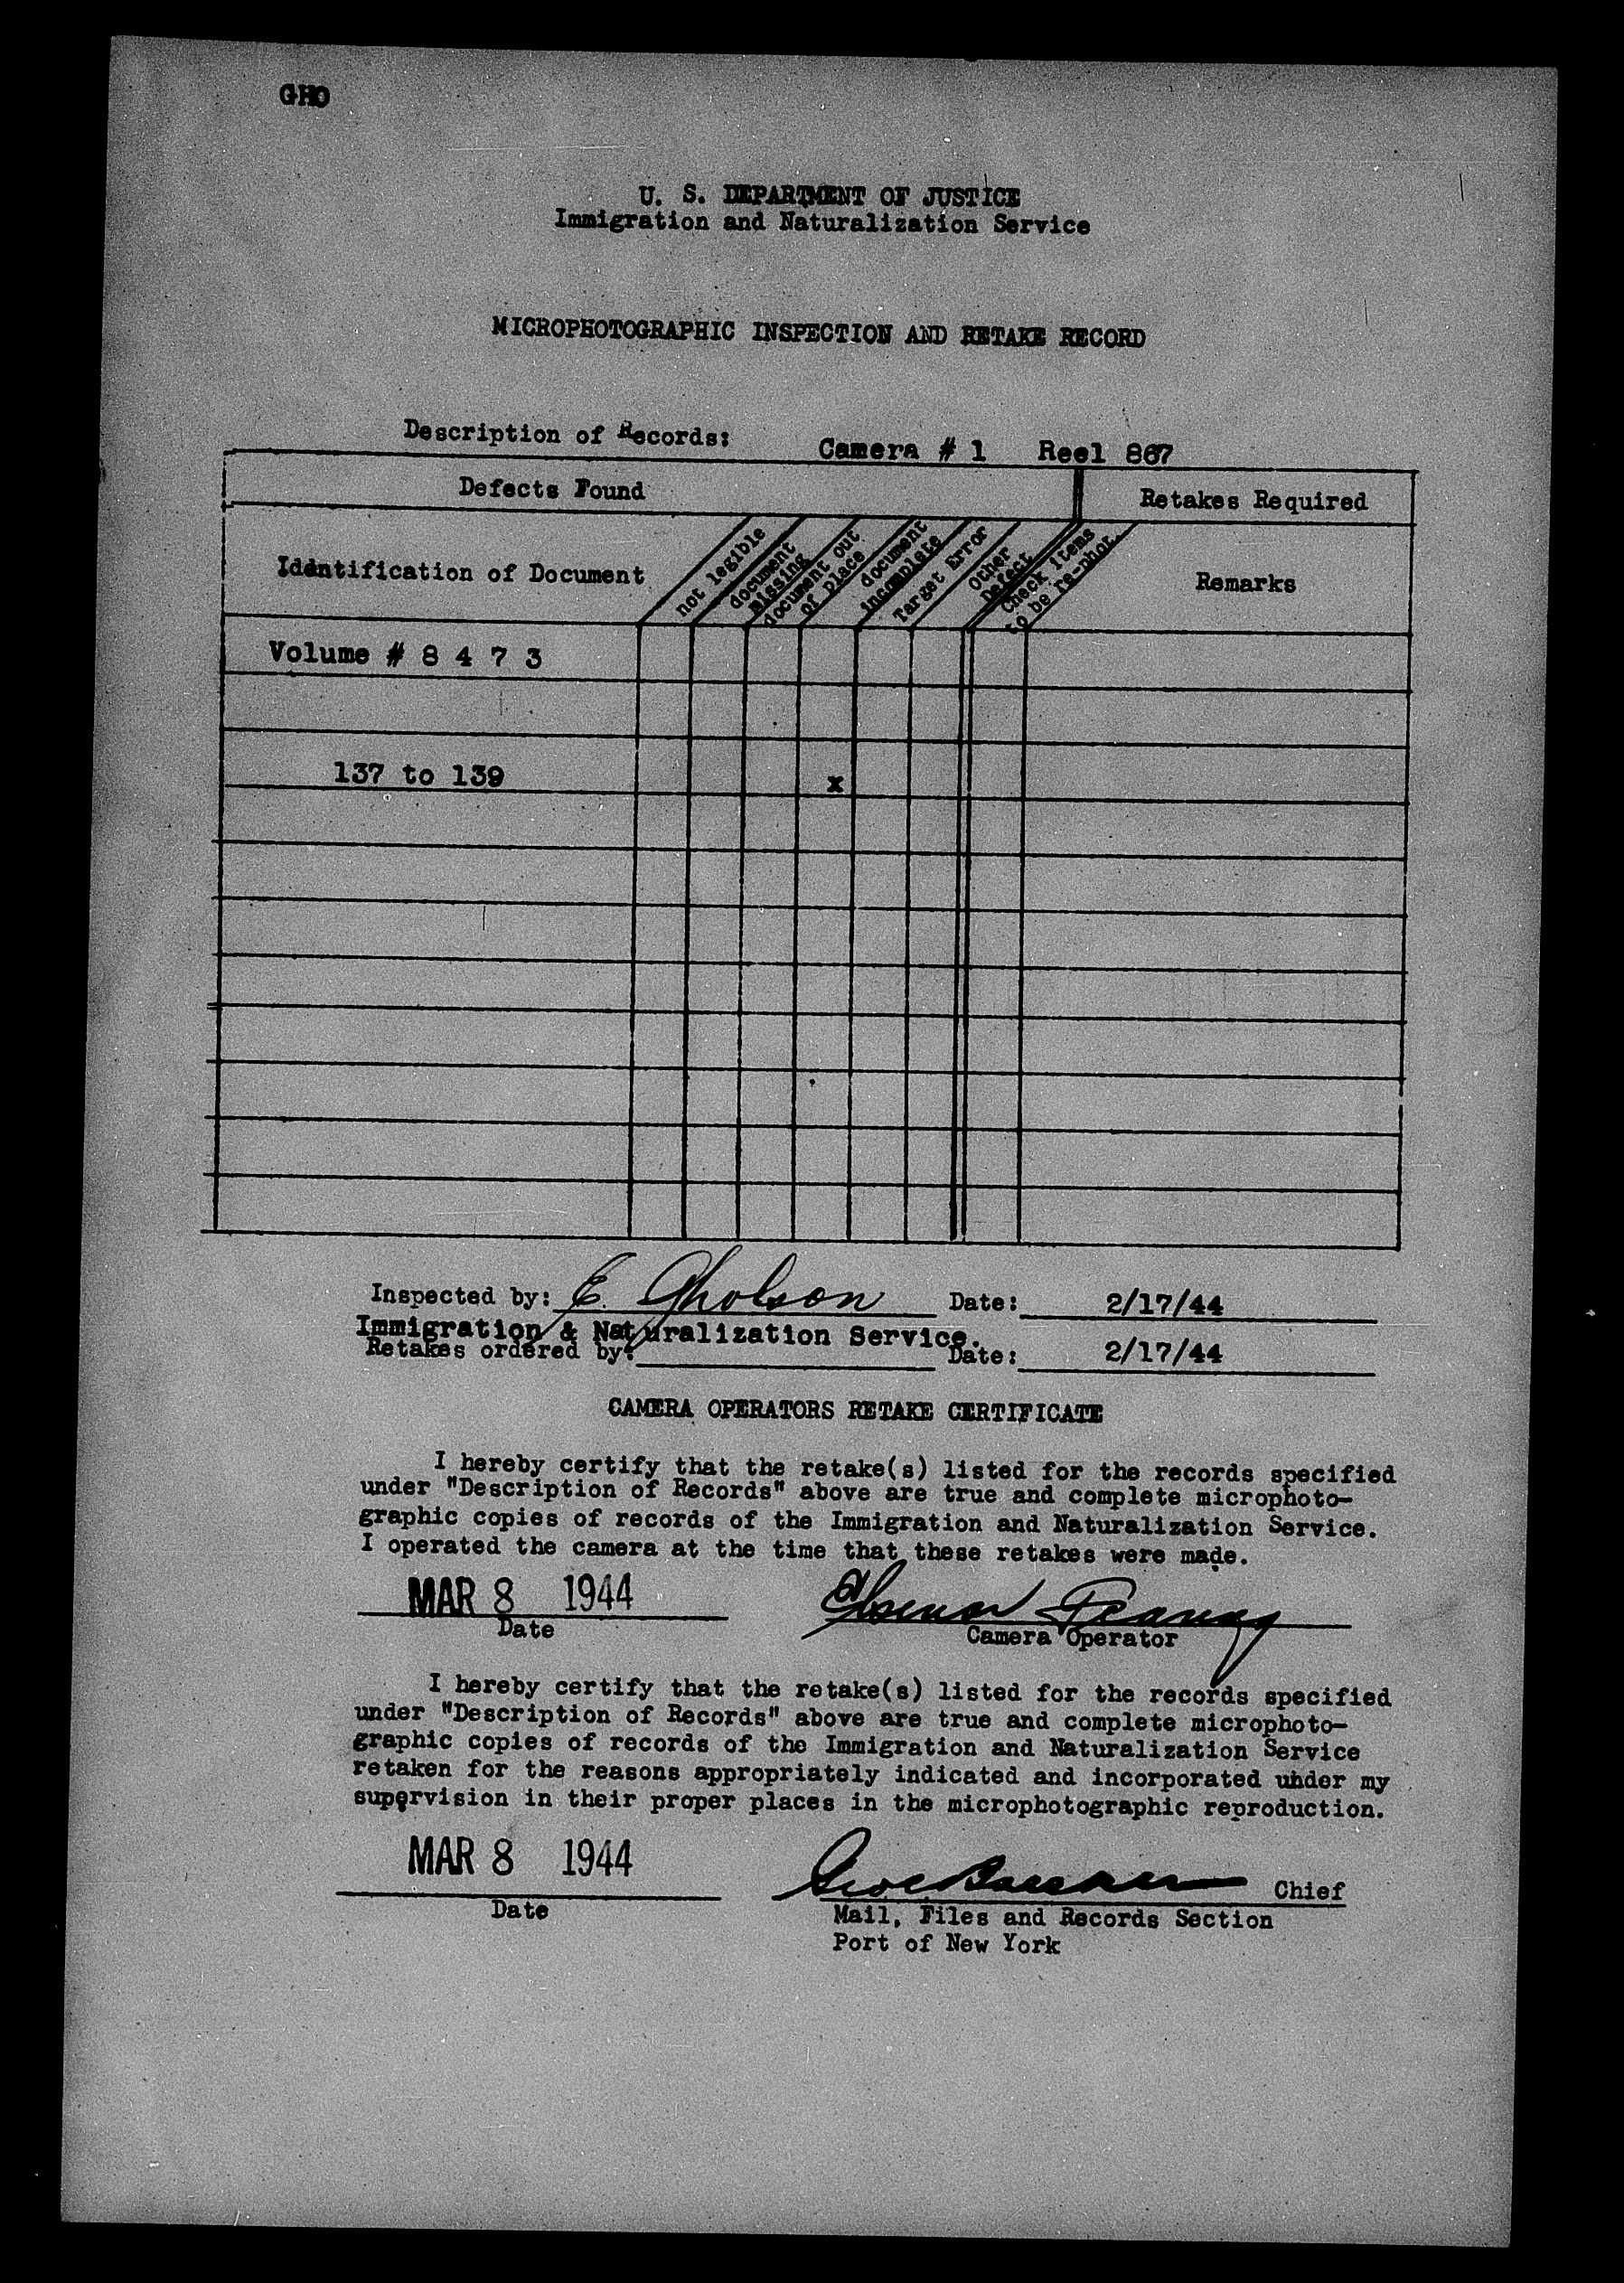 GHO
U. S. DEPARTMENT OF JUSTICE
Immigration and Naturalization Service
MICROPHOTOGRAPHIC INSPECTION AND RETAKE RECORD
Description of Records: Camera # 1 Reel 867
Defects Found
Retakes Required
Identification of Document
not legible
document missing
document out of place
document incomplete
Target Error
Other Defect
Check items to be re-phot.
Remarks
Volume # 8 4 7 3
137 to 139 x
Inspected by: E. Gholson Date: 2/17/44
Immigration & Naturalization Service.
Retakes ordered by: Date: 2/17/44
CAMERA OPERATORS RETAKE CERTIFICATE
I hereby certify that the retake(s) listed for the records specified
under "Description of Records" above are true and complete microphoto-
graphic copies of records of the Immigration and Naturalization Service.
I operated the camera at the time that these retakes were made.
MAR 8 1944
Date
Camera Operator
I hereby certify that the retake(s) listed for the records specified
under "Description of Records" above are true and complete microphoto-
graphic copies of records of the Immigration and Naturalization Service
retaken for the reasons appropriately indicated and incorporated under my
supervision in their proper places in the microphotographic reproduction.
MAR 8 1944
Chief
Date
Mail, Files and Records Section
Port of New York